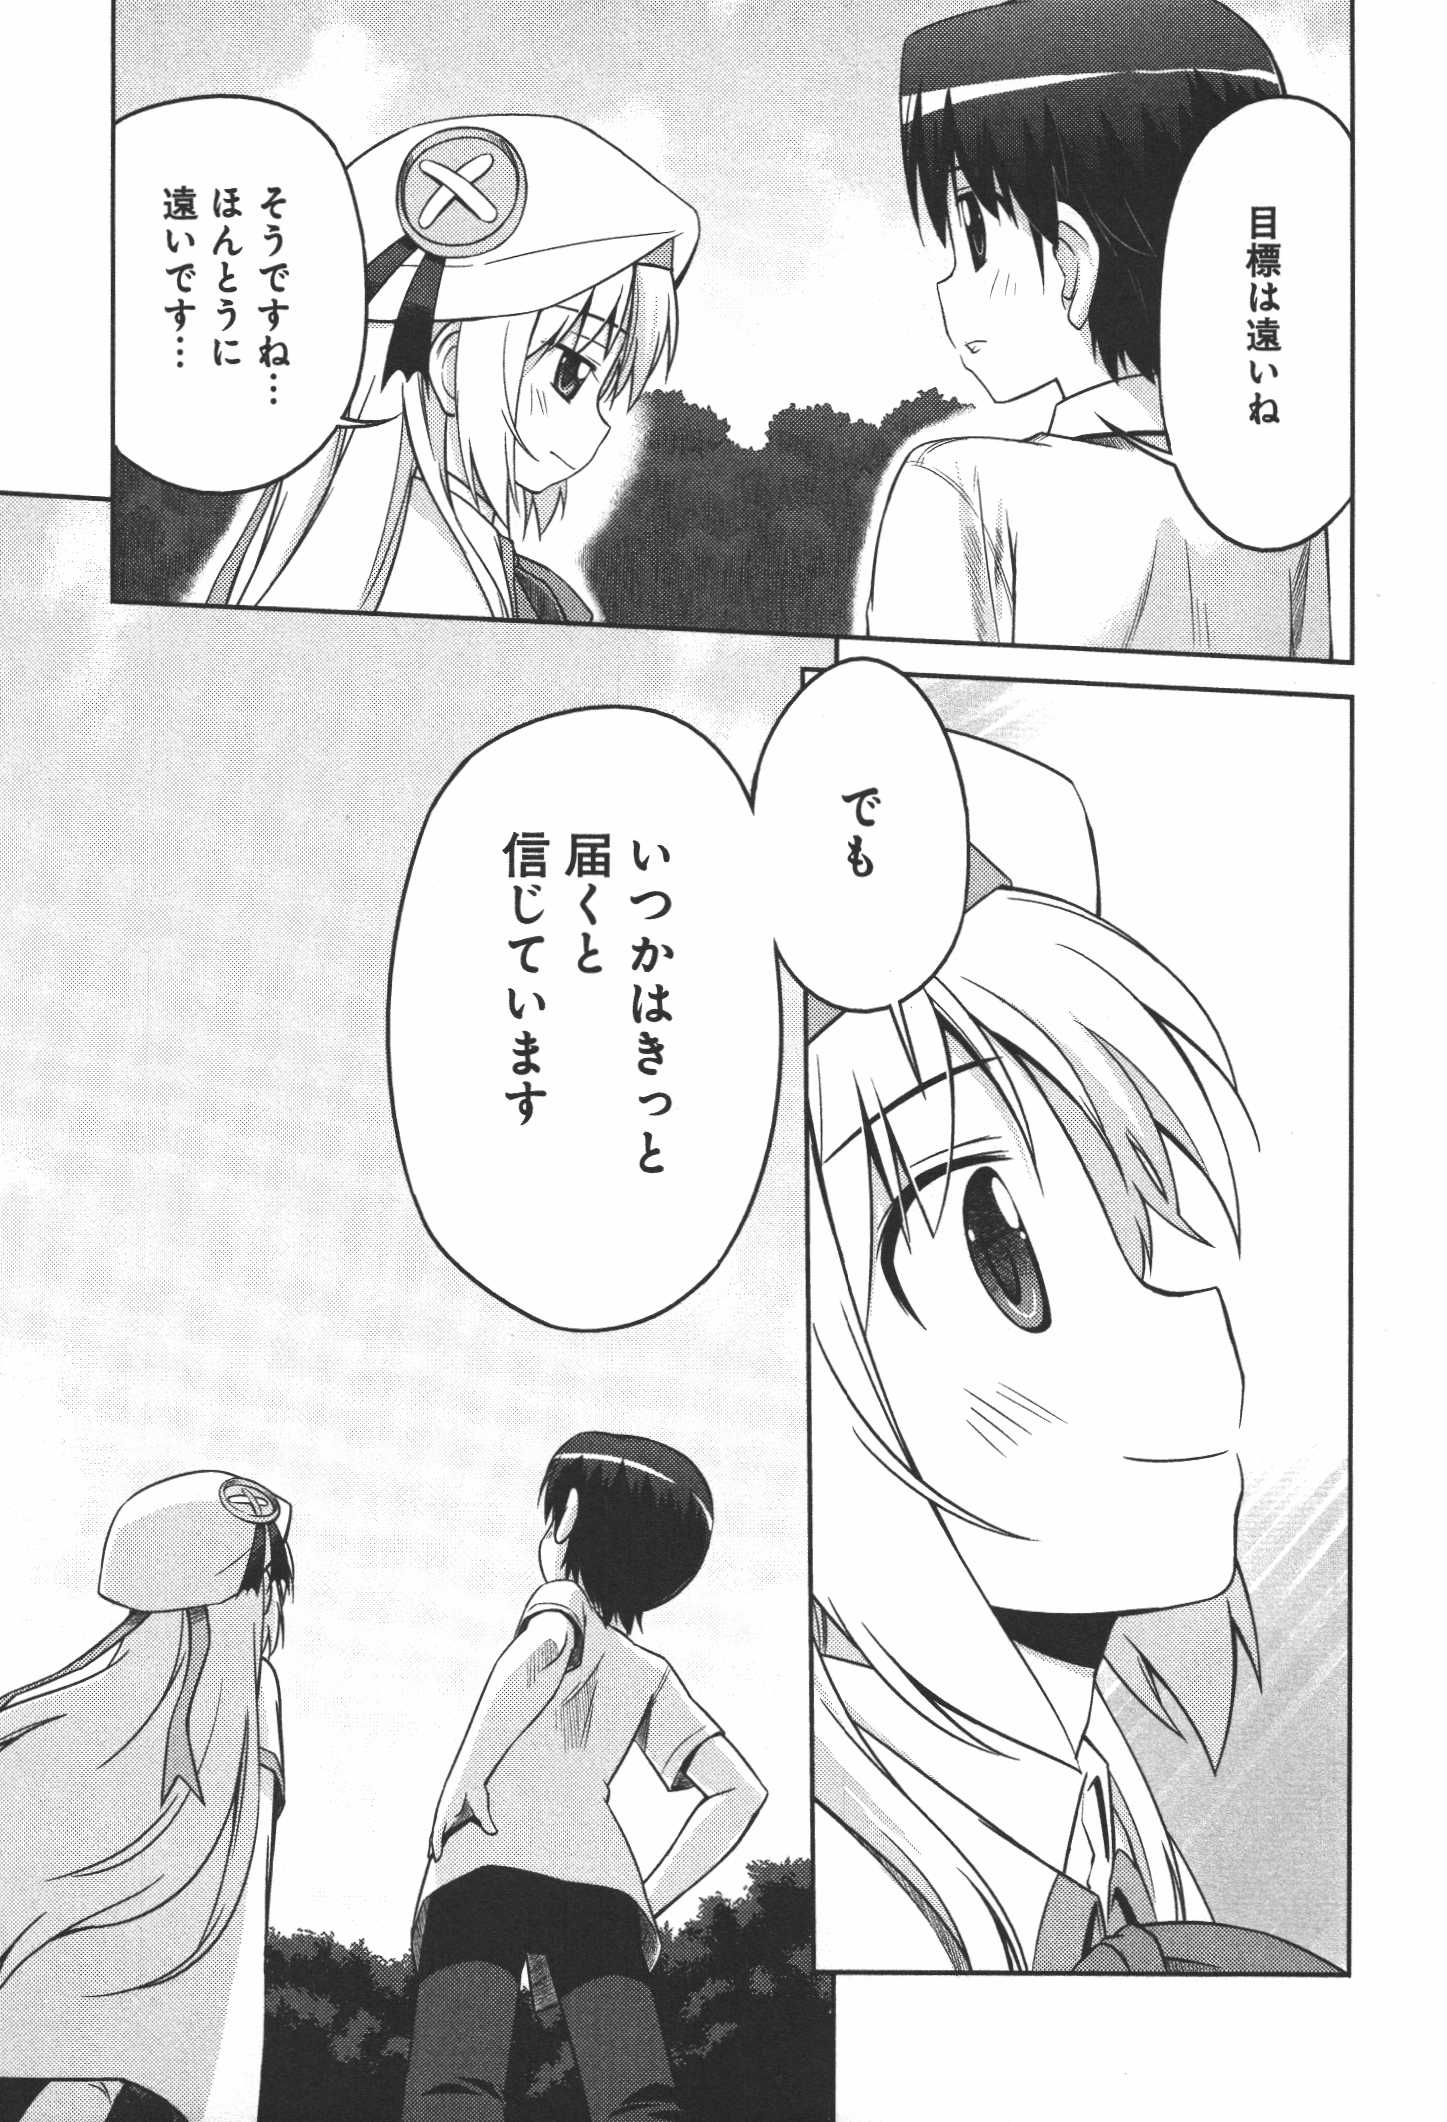 目標は遠いね
そうですね…
ほんとうに
遠いです…
でも
いつかはきっと
届くと
信じています